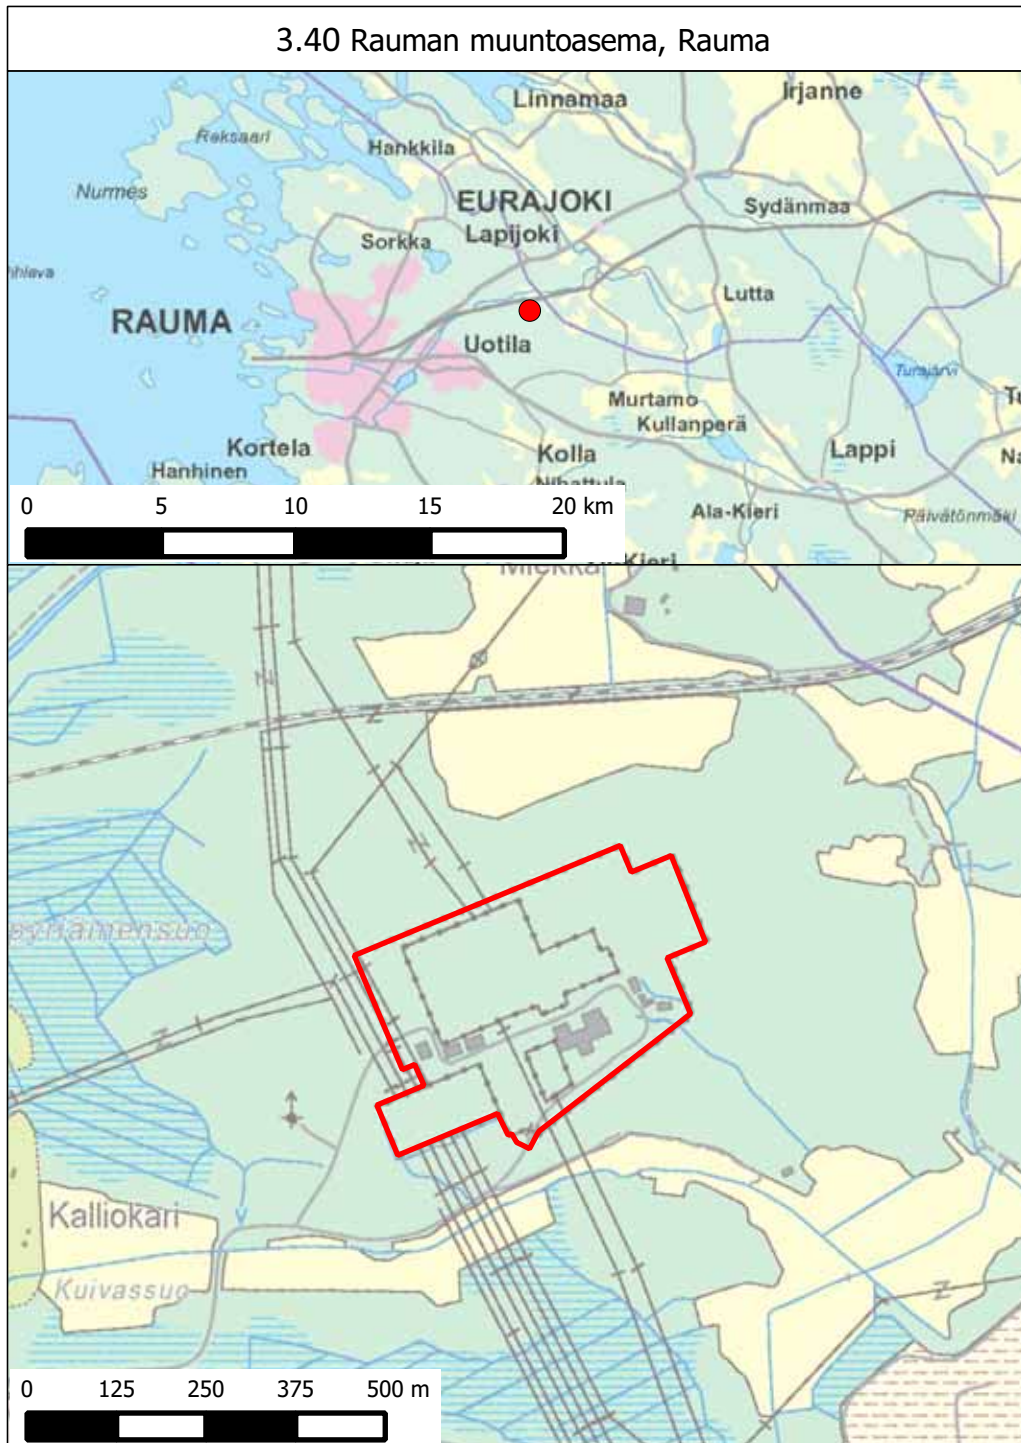 3.40 Rauman muuntoasema, Rauma
Linnamaa
Irjanne
Reksaari
Hankkila
Nurmes
EURAJOKI
Sydänmaa
Lapijoki
Sorkka
Lutta
RAUMA
Uotila
Turajärvi
Murtamo
Kullanperä
Kortela
Kolla
Lappi
Hanhinen
Ala-Kieri
Päivätönmäki
0 5 10 15 20 km
Kalliokari
Kuivassuo
0 125 250 375 500 m